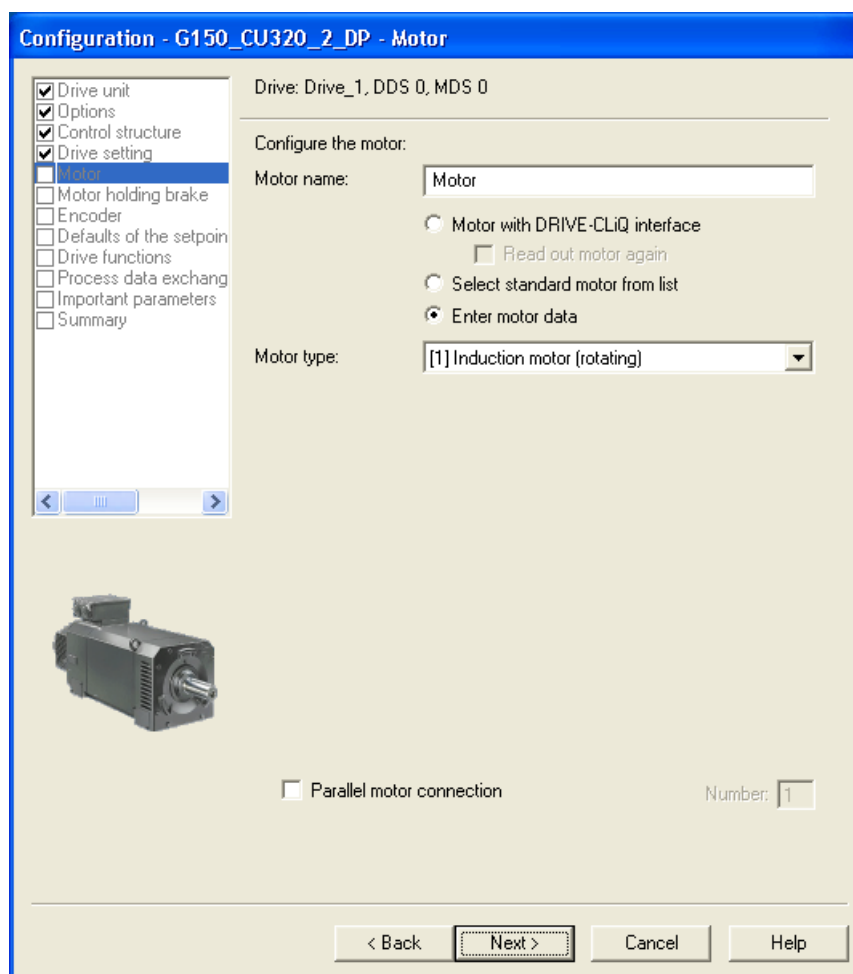 Configuration - G150_CU320_2_DP - Motor
Drive unit
Options
Control structure
Drive setting
Motor
Motor holding brake
Encoder
Defaults of the setpoin
Drive functions
Process data exchang
Important parameters
Summary
Drive: Drive_1, DDS 0, MDS 0
Configure the motor:
Motor name: Motor
Motor with DRIVE-CLiQ interface
Read out motor again
Select standard motor from list
Enter motor data
Motor type: [1] Induction motor (rotating)
Parallel motor connection Number: 1
< Back Next > Cancel Help